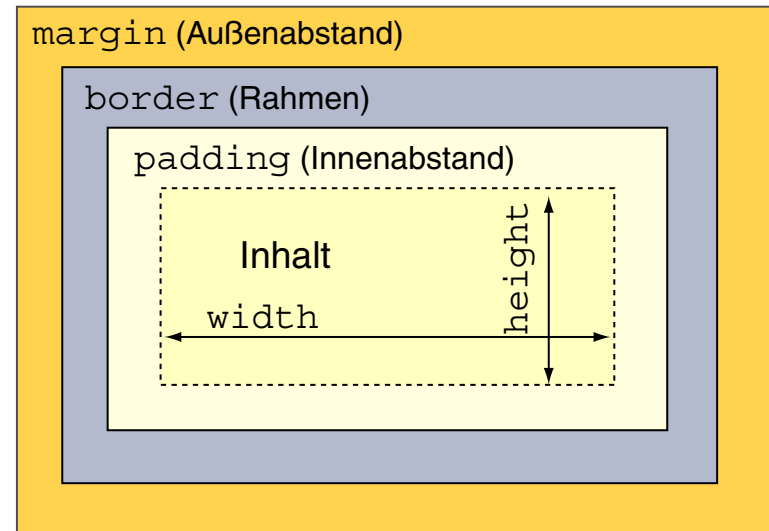 margin (Außenabstand)
border (Rahmen)
padding (Innenabstand)
Inhalt
height
width